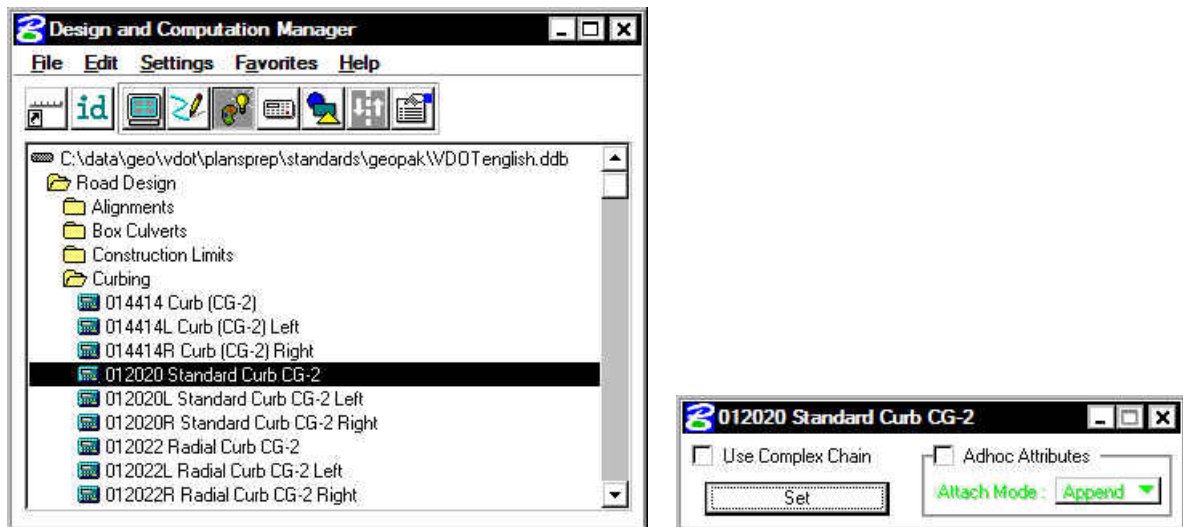 Design and Computation Manager
File Edit Settings Favorites Help
id
C:\data\geo\vdot\plansprep\standards\geopak\VDOTenglish.ddb
Road Design
Alignments
Box Culverts
Construction Limits
Curbing
014414 Curb (CG-2)
014414L Curb (CG-2) Left
014414R Curb (CG-2) Right
012020 Standard Curb CG-2
012020L Standard Curb CG-2 Left
012020R Standard Curb CG-2 Right
012022 Radial Curb CG-2
012022L Radial Curb CG-2 Left
012022R Radial Curb CG-2 Right
012020 Standard Curb CG-2
Use Complex Chain
Adhoc Attributes
Set
Attach Mode : Append